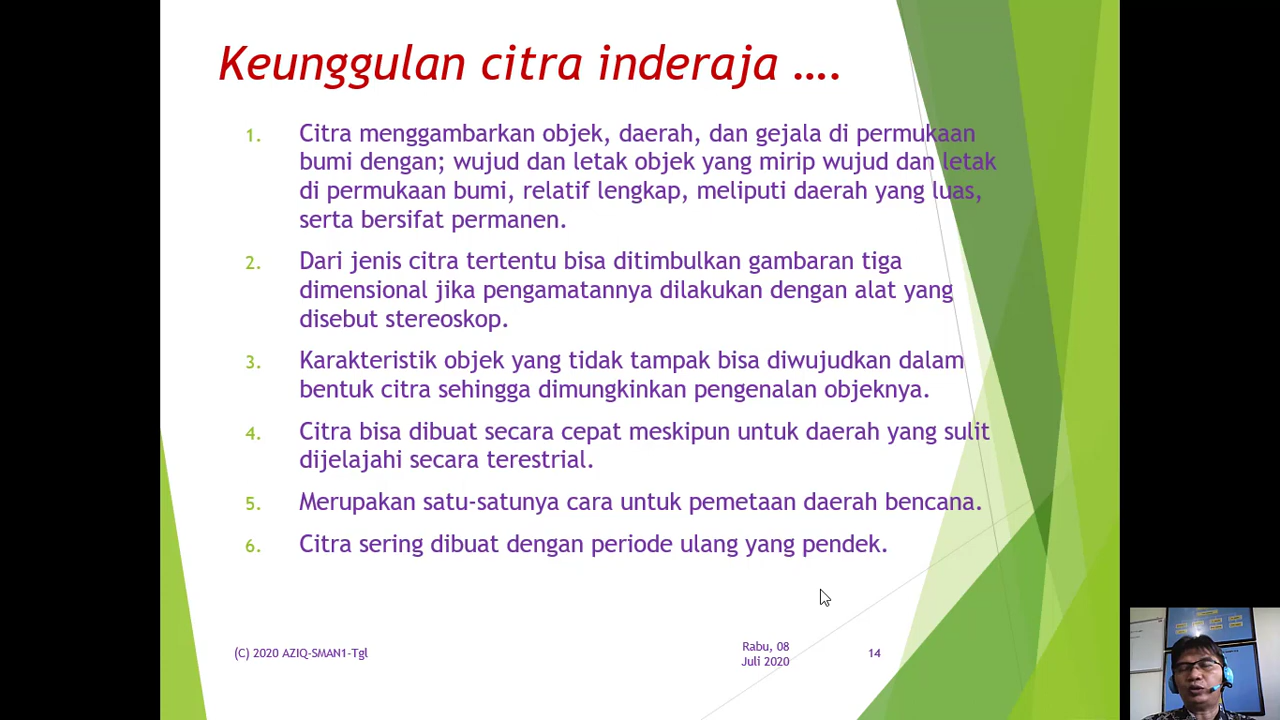 Keunggulan citra inderaja ....
1. Citra menggambarkan objek, daerah, dan gejala di permukaan
bumi dengan; wujud dan letak objek yang mirip wujud dan letak
di permukaan bumi, relatif lengkap, meliputi daerah yang luas,
serta bersifat permanen.
2. Dari jenis citra tertentu bisa ditimbulkan gambaran tiga
dimensional jika pengamatannya dilakukan dengan alat yang
disebut stereoskop.
3. Karakteristik objek yang tidak tampak bisa diwujudkan dalam
bentuk citra sehingga dimungkinkan pengenalan objeknya.
4. Citra bisa dibuat secara cepat meskipun untuk daerah yang sulit
dijelajahi secara terestrial.
5. Merupakan satu-satunya cara untuk pemetaan daerah bencana.
6. Citra sering dibuat dengan periode ulang yang pendek.
(C) 2020 AZIQ-SMAN1-Tgl
Rabu, 08
Juli 2020
14